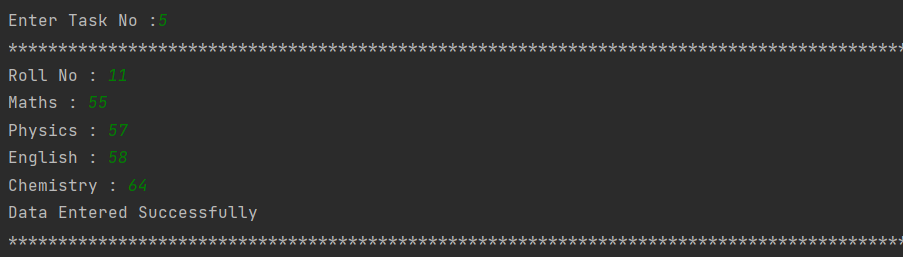 Enter Task No :5
******************************************************************************************
Roll No : 11
Maths : 55
Physics : 57
English : 58
Chemistry : 64
Data Entered Successfully
******************************************************************************************